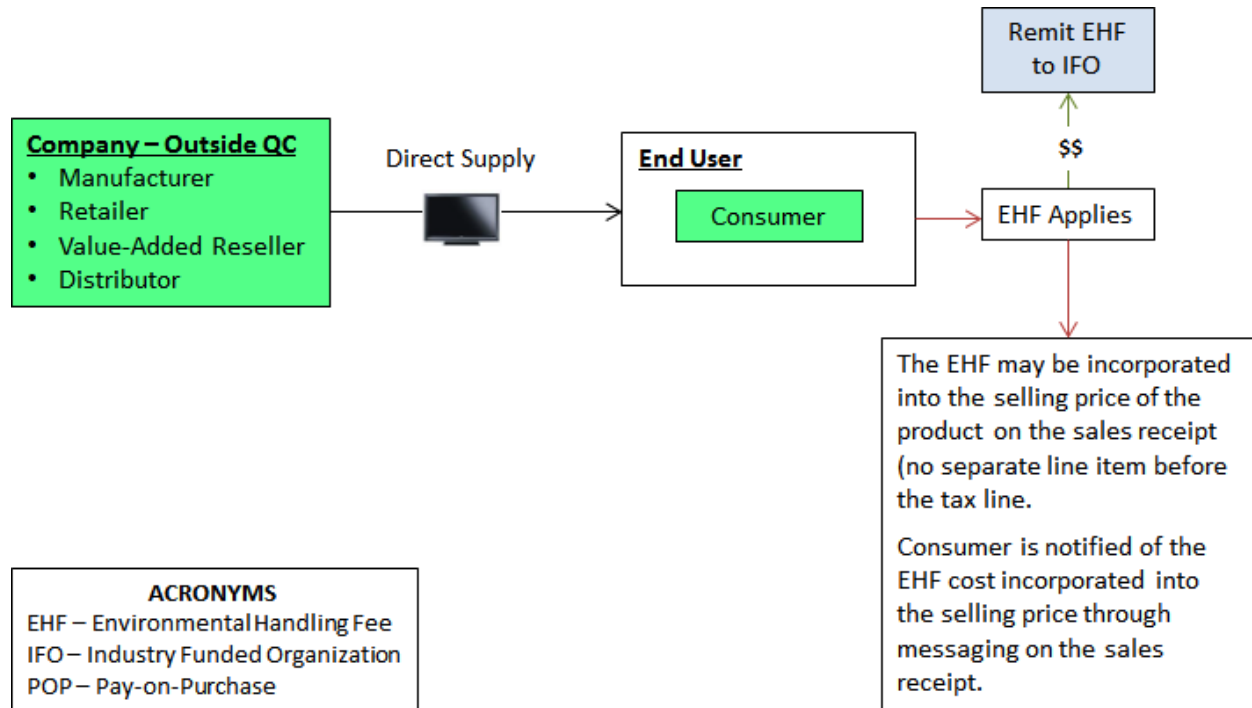 Remit EHF
to IFO
Company – Outside QC
• Manufacturer
• Retailer
• Value-Added Reseller
• Distributor
Direct Supply
End User
Consumer
$$
EHF Applies
The EHF may be incorporated
into the selling price of the
product on the sales receipt
(no separate line item before
the tax line.
Consumer is notified of the
EHF cost incorporated into
the selling price through
messaging on the sales
receipt.
ACRONYMS
EHF – Environmental Handling Fee
IFO – Industry Funded Organization
POP – Pay-on-Purchase